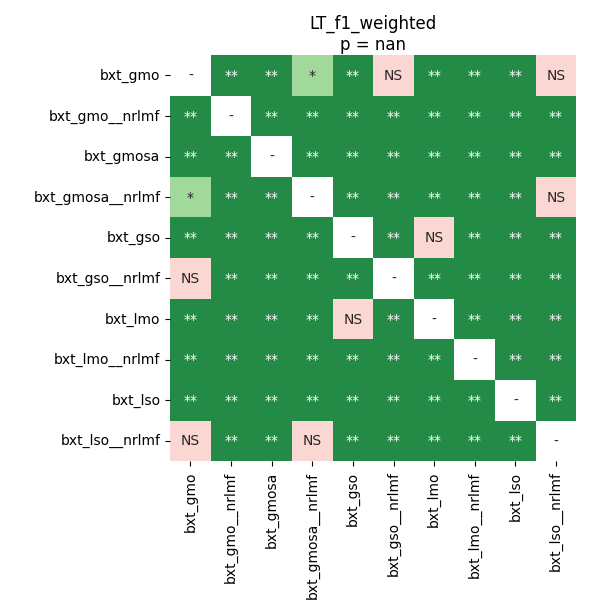 LT_f1_weighted
p = nan
bxt_gmo - ** ** * ** NS ** ** ** NS
bxt_gmo__nrlmf ** - ** ** ** ** ** ** ** **
bxt_gmosa ** ** - ** ** ** ** ** ** **
bxt_gmosa__nrlmf * ** ** - ** ** ** ** ** NS
bxt_gso ** ** ** ** - ** NS ** ** **
bxt_gso__nrlmf NS ** ** ** ** - ** ** ** **
bxt_lmo ** ** ** ** NS ** - ** ** **
bxt_lmo__nrlmf ** ** ** ** ** ** ** - ** **
bxt_lso ** ** ** ** ** ** ** ** - **
bxt_lso__nrlmf NS ** ** NS ** ** ** ** ** -
bxt_gmo
bxt_gmo__nrlmf
bxt_gmosa
bxt_gmosa__nrlmf
bxt_gso
bxt_gso__nrlmf
bxt_lmo
bxt_lmo__nrlmf
bxt_lso
bxt_lso__nrlmf